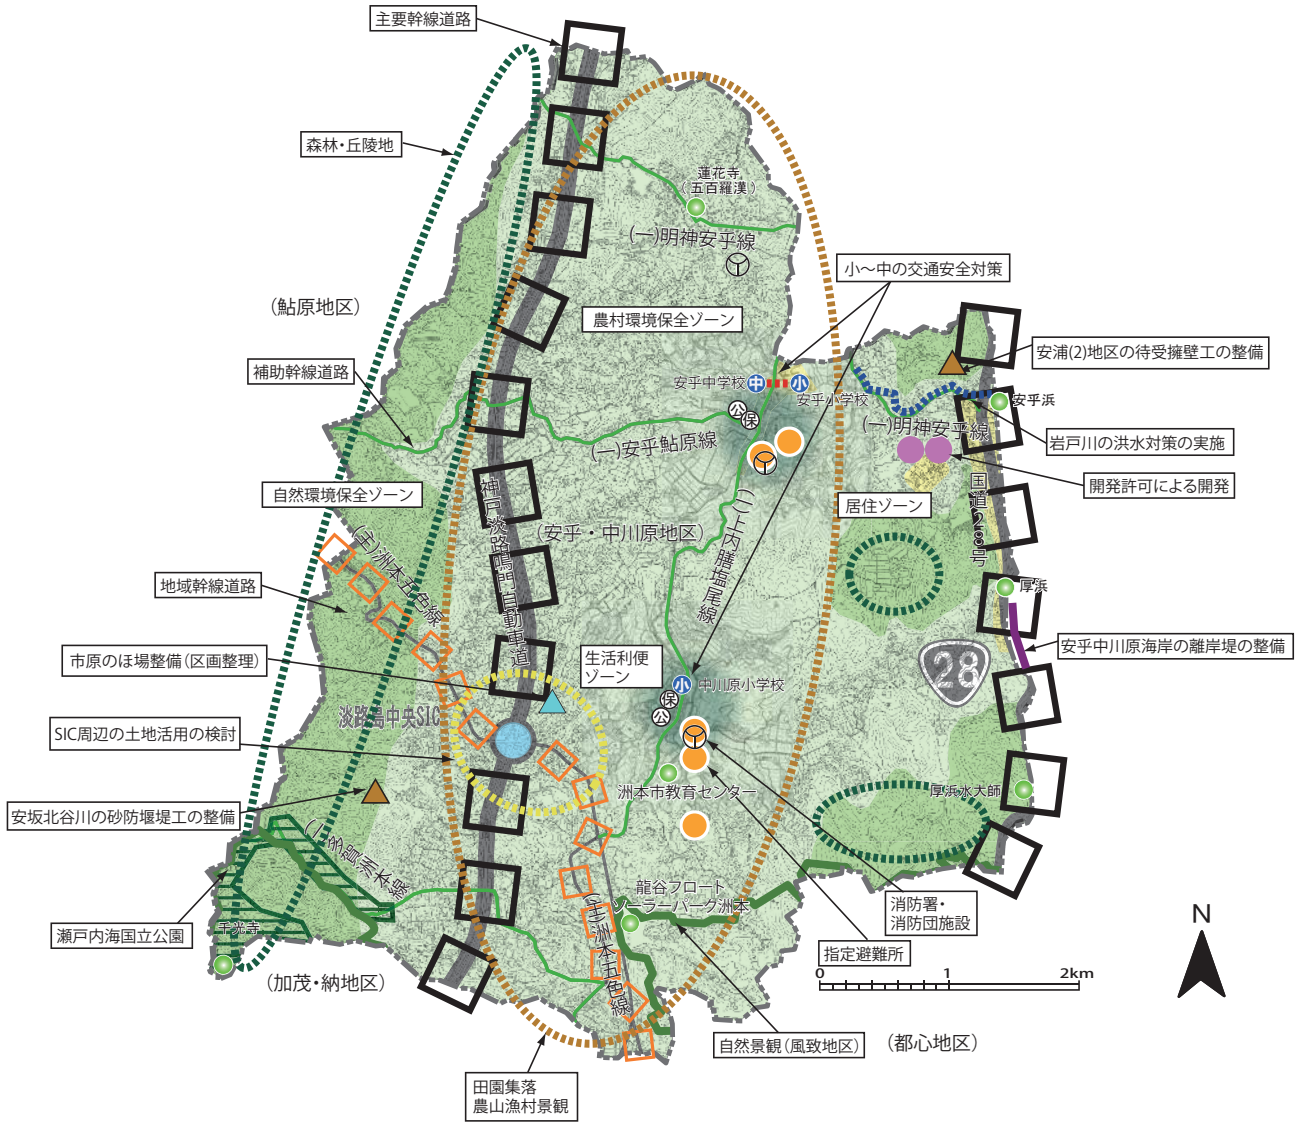 主要幹線道路
森林・丘陵地
蓮花寺
(五百羅漢)
(一)明神安乎線
小～中の交通安全対策
(鮎原地区)
農村環境保全ゾーン
安浦(2)地区の待受擁壁工の整備
補助幹線道路
安乎中学校
中
小
安乎小学校
安乎浜
公
保
(一)明神安乎線
岩戸川の洪水対策の実施
(一)安乎鮎原線
開発許可による開発
自然環境保全ゾーン
神戸淡路鳴門自動車道
国道28号
居住ゾーン
(一)上内膳塩尾線
(安乎・中川原地区)
(主)洲本五色線
地域幹線道路
厚浜
安乎中川原海岸の離岸堤の整備
市原のほ場整備(区画整理)
生活利便
ゾーン
28
小
中川原小学校
保
公
淡路島中央SIC
SIC周辺の土地活用の検討
洲本市教育センター
厚浜水大師
安坂北谷川の砂防堰堤工の整備
(一)多賀洲本線
龍谷フロート
ソーラーパーク洲本
消防署・
消防団施設
瀬戸内海国立公園
千光寺
(主)洲本五色線
指定避難所
N
(加茂・納地区)
0 1 2km
自然景観(風致地区)
(都心地区)
田園集落
農山漁村景観